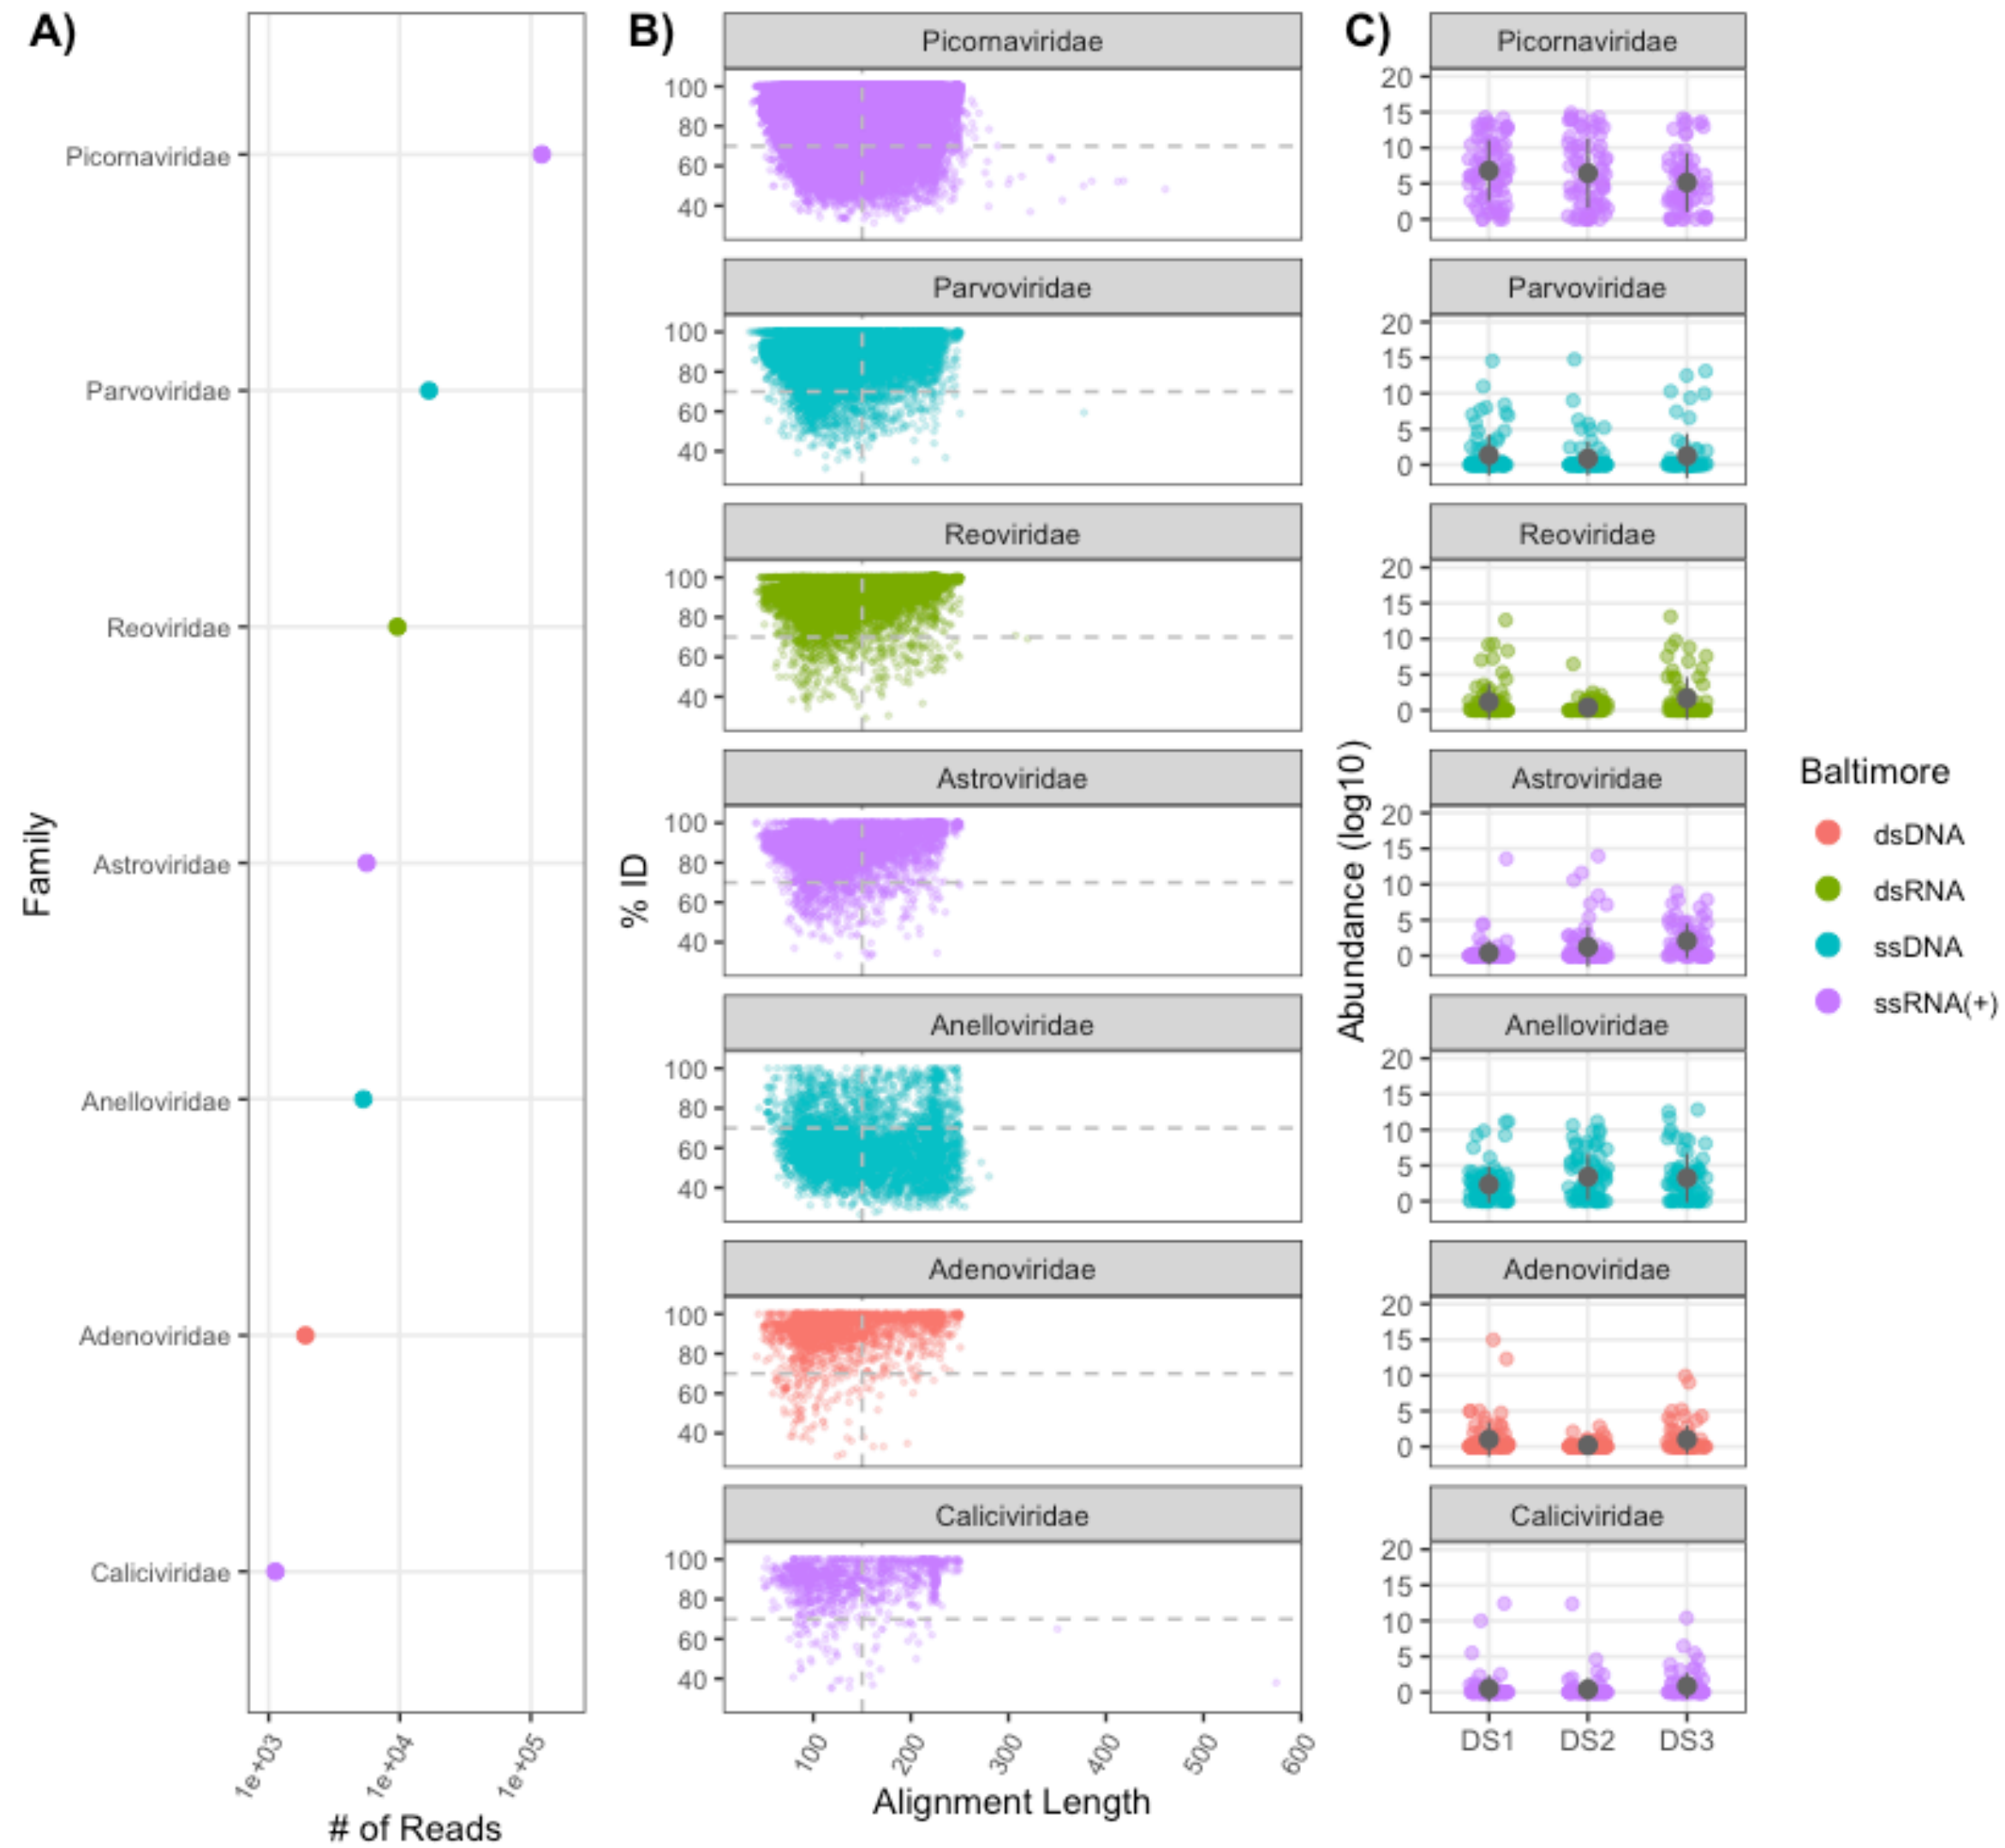 A)
Family
Picornaviridae
Parvoviridae
Reoviridae
Astroviridae
Anelloviridae
Adenoviridae
Caliciviridae
1e+03
1e+04
1e+05
# of Reads
B)
% ID
Picornaviridae
100
80
60
40
Parvoviridae
100
80
60
40
Reoviridae
100
80
60
40
Astroviridae
100
80
60
40
Anelloviridae
100
80
60
40
Adenoviridae
100
80
60
40
Caliciviridae
100
80
60
40
100
200
300
400
500
600
Alignment Length
C)
Abundance (log10)
Picornaviridae
20
15
10
5
0
Parvoviridae
20
15
10
5
0
Reoviridae
20
15
10
5
0
Astroviridae
20
15
10
5
0
Anelloviridae
20
15
10
5
0
Adenoviridae
20
15
10
5
0
Caliciviridae
20
15
10
5
0
DS1 DS2 DS3
Baltimore
dsDNA
dsRNA
ssDNA
ssRNA(+)